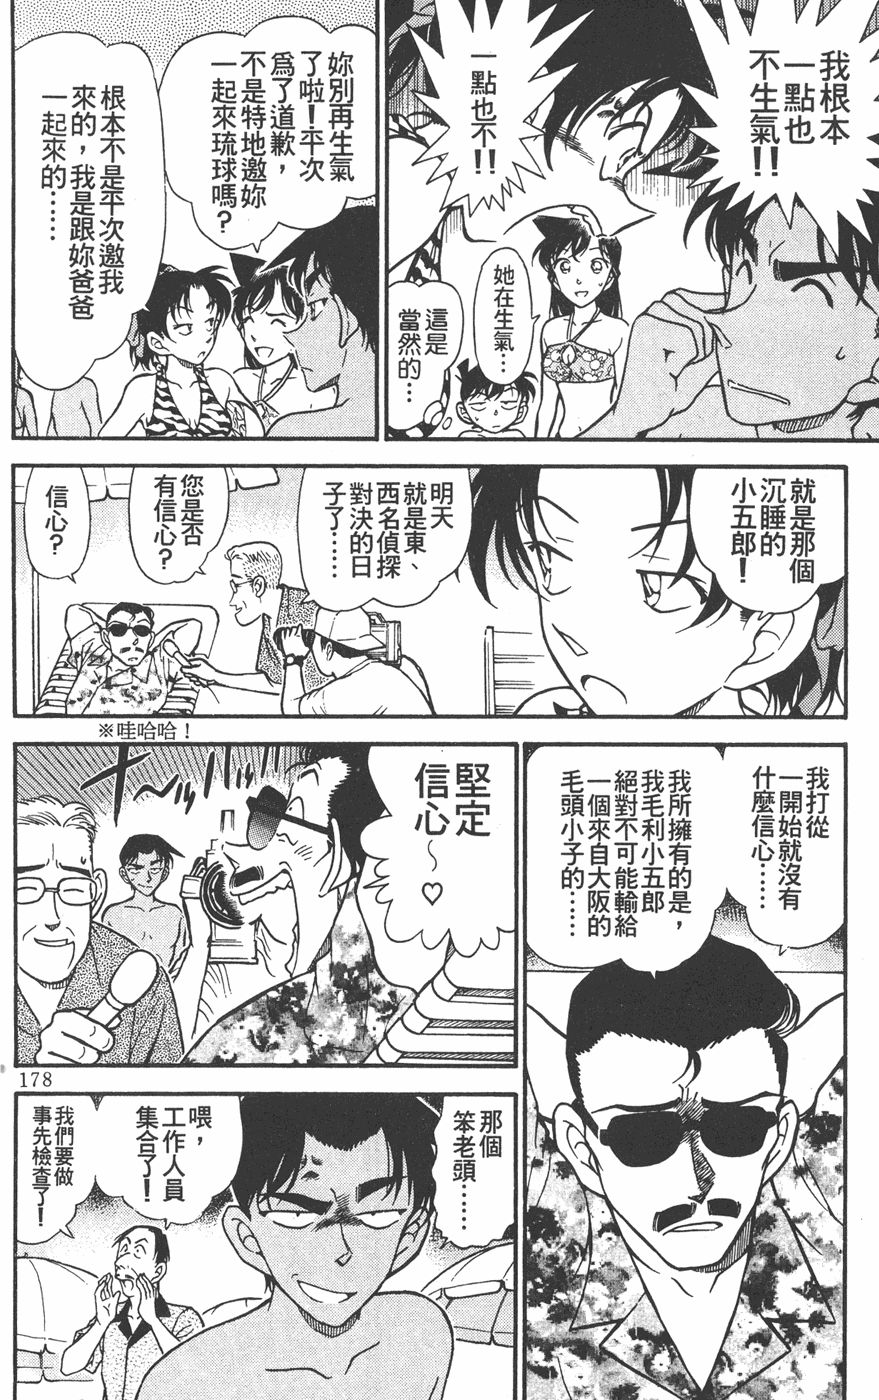 我根本
一點也
不生氣!!
一點也不!!
她在生氣…
這是
當然的…
妳別再生氣
了啦!平次
為了道歉,
不是特地邀妳
一起來琉球嗎?
根本不是平次邀我
來的,我是跟妳爸爸
一起來的……
就是那個
沉睡的
小五郎!
明天
就是東、
西名偵探
對決的日
子了……
您是否
有信心?
信心?
※哇哈哈!
我打從
一開始就沒有
什麼信心……
我所擁有的是,
我毛利小五郎
絕對不可能輸給
一個來自大阪的
毛頭小子的……
堅定
信心~♡
178
那個
笨老頭……
喂,
工作人員
集合了!
我們要做
事先檢查了!